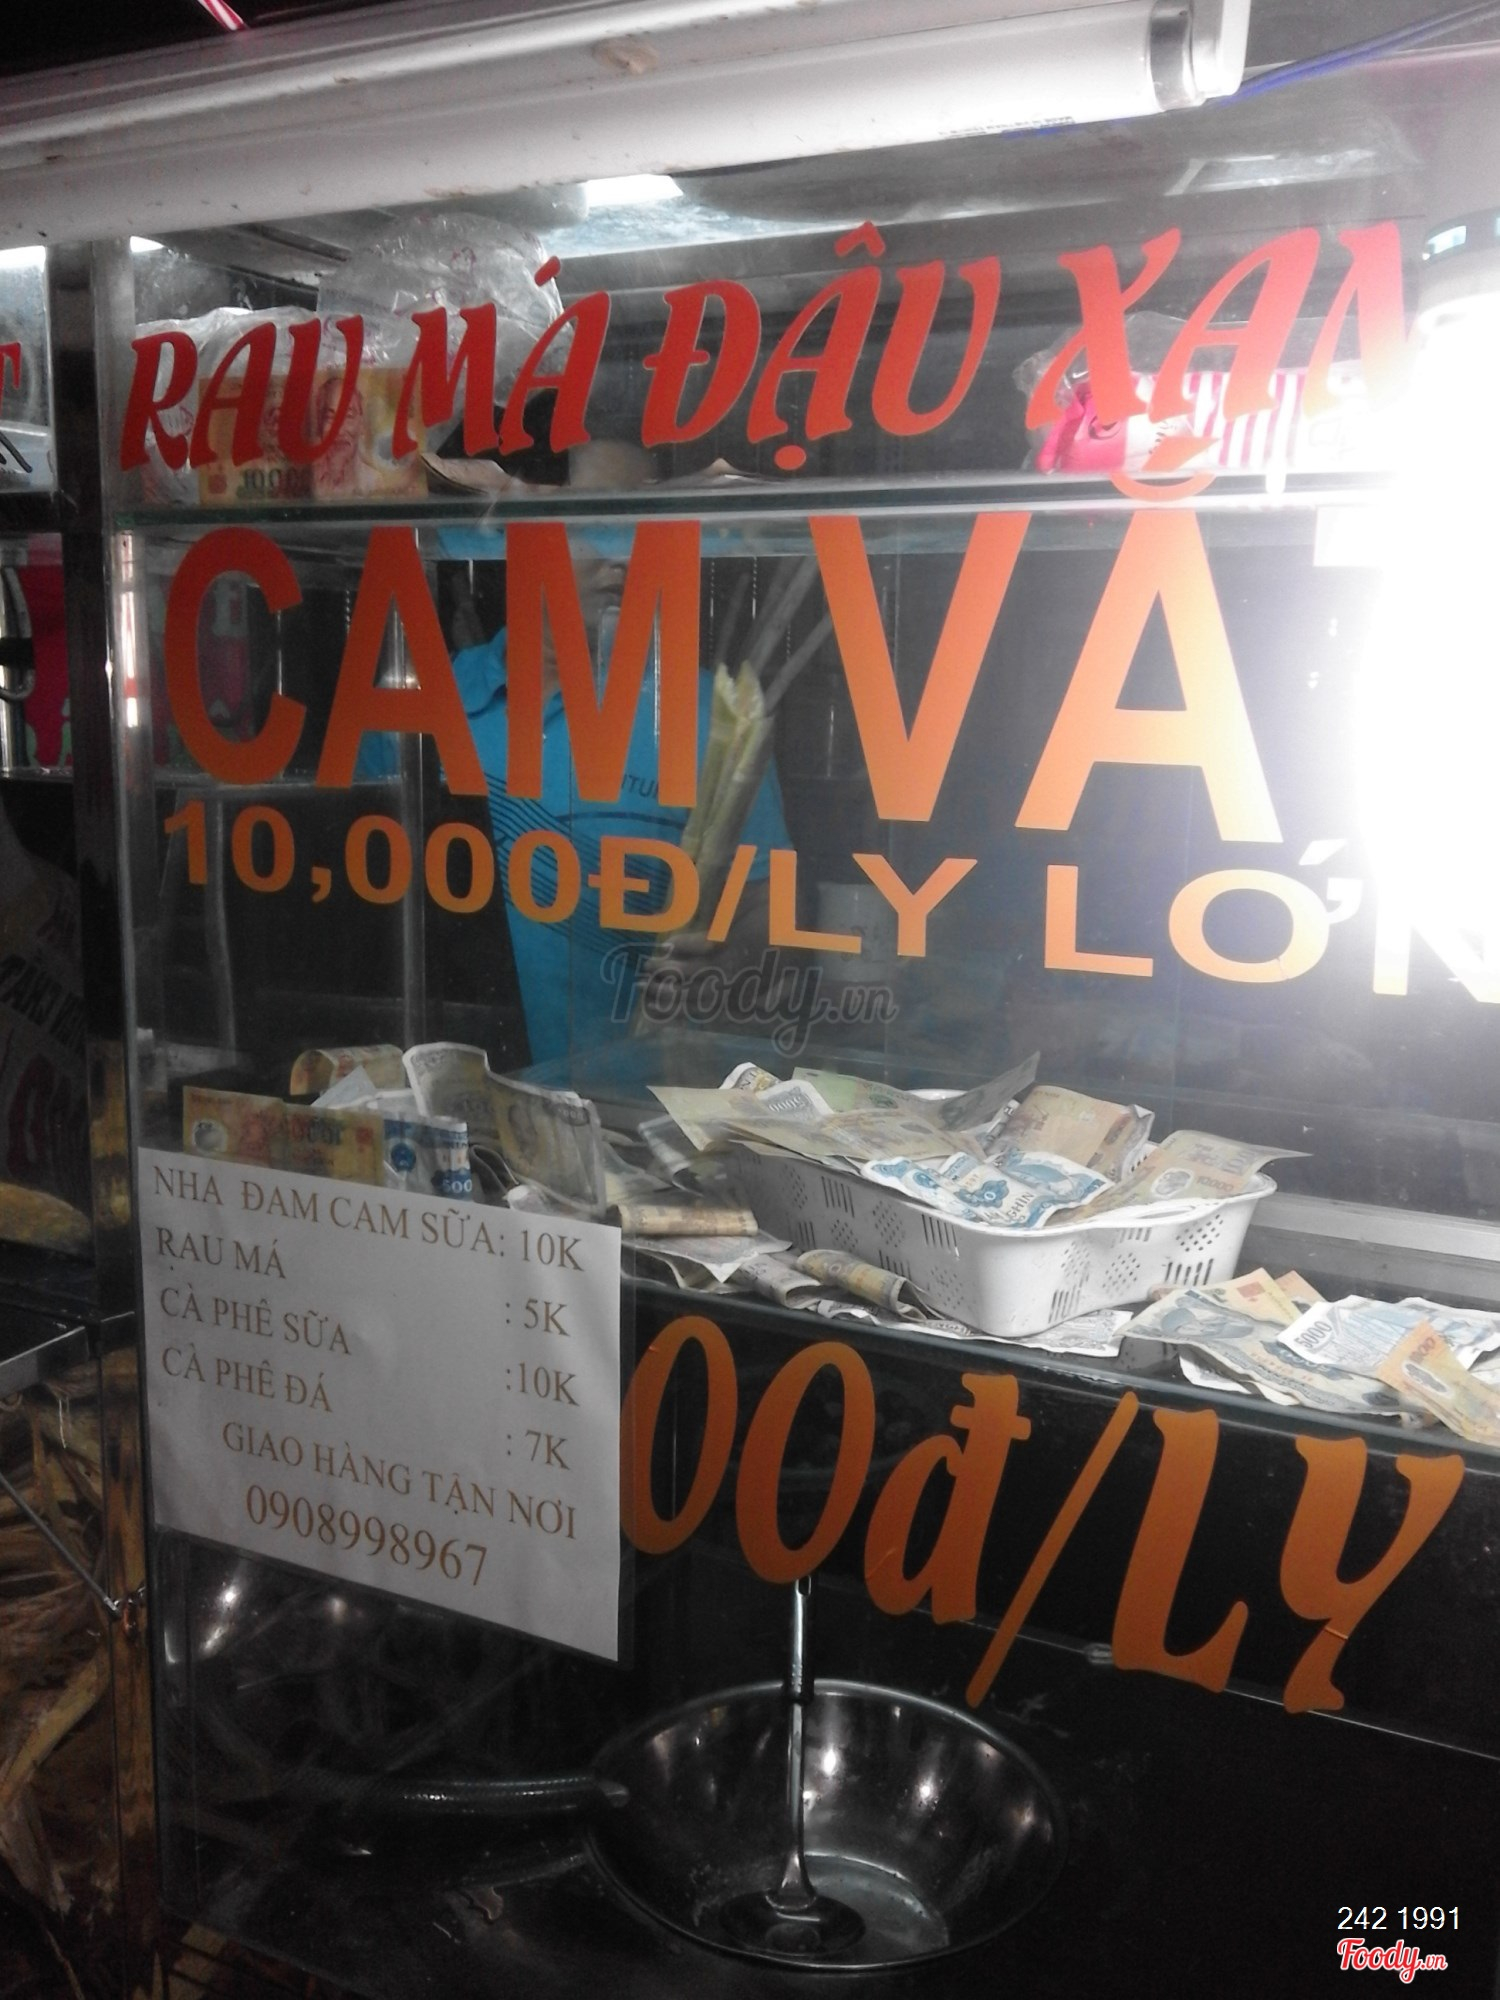 RAU MÁ ĐẬU XAN
CAM VẮ
10,000Đ/LY LỚN
Foody.vn
NHA ĐAM CAM SỮA: 10K
RAU MÁ : 5K
CÀ PHÊ SỮA :10K
CÀ PHÊ ĐÁ : 7K
GIAO HÀNG TẬN NƠI
0908998967
00đ/LY
242 1991
Foody.vn